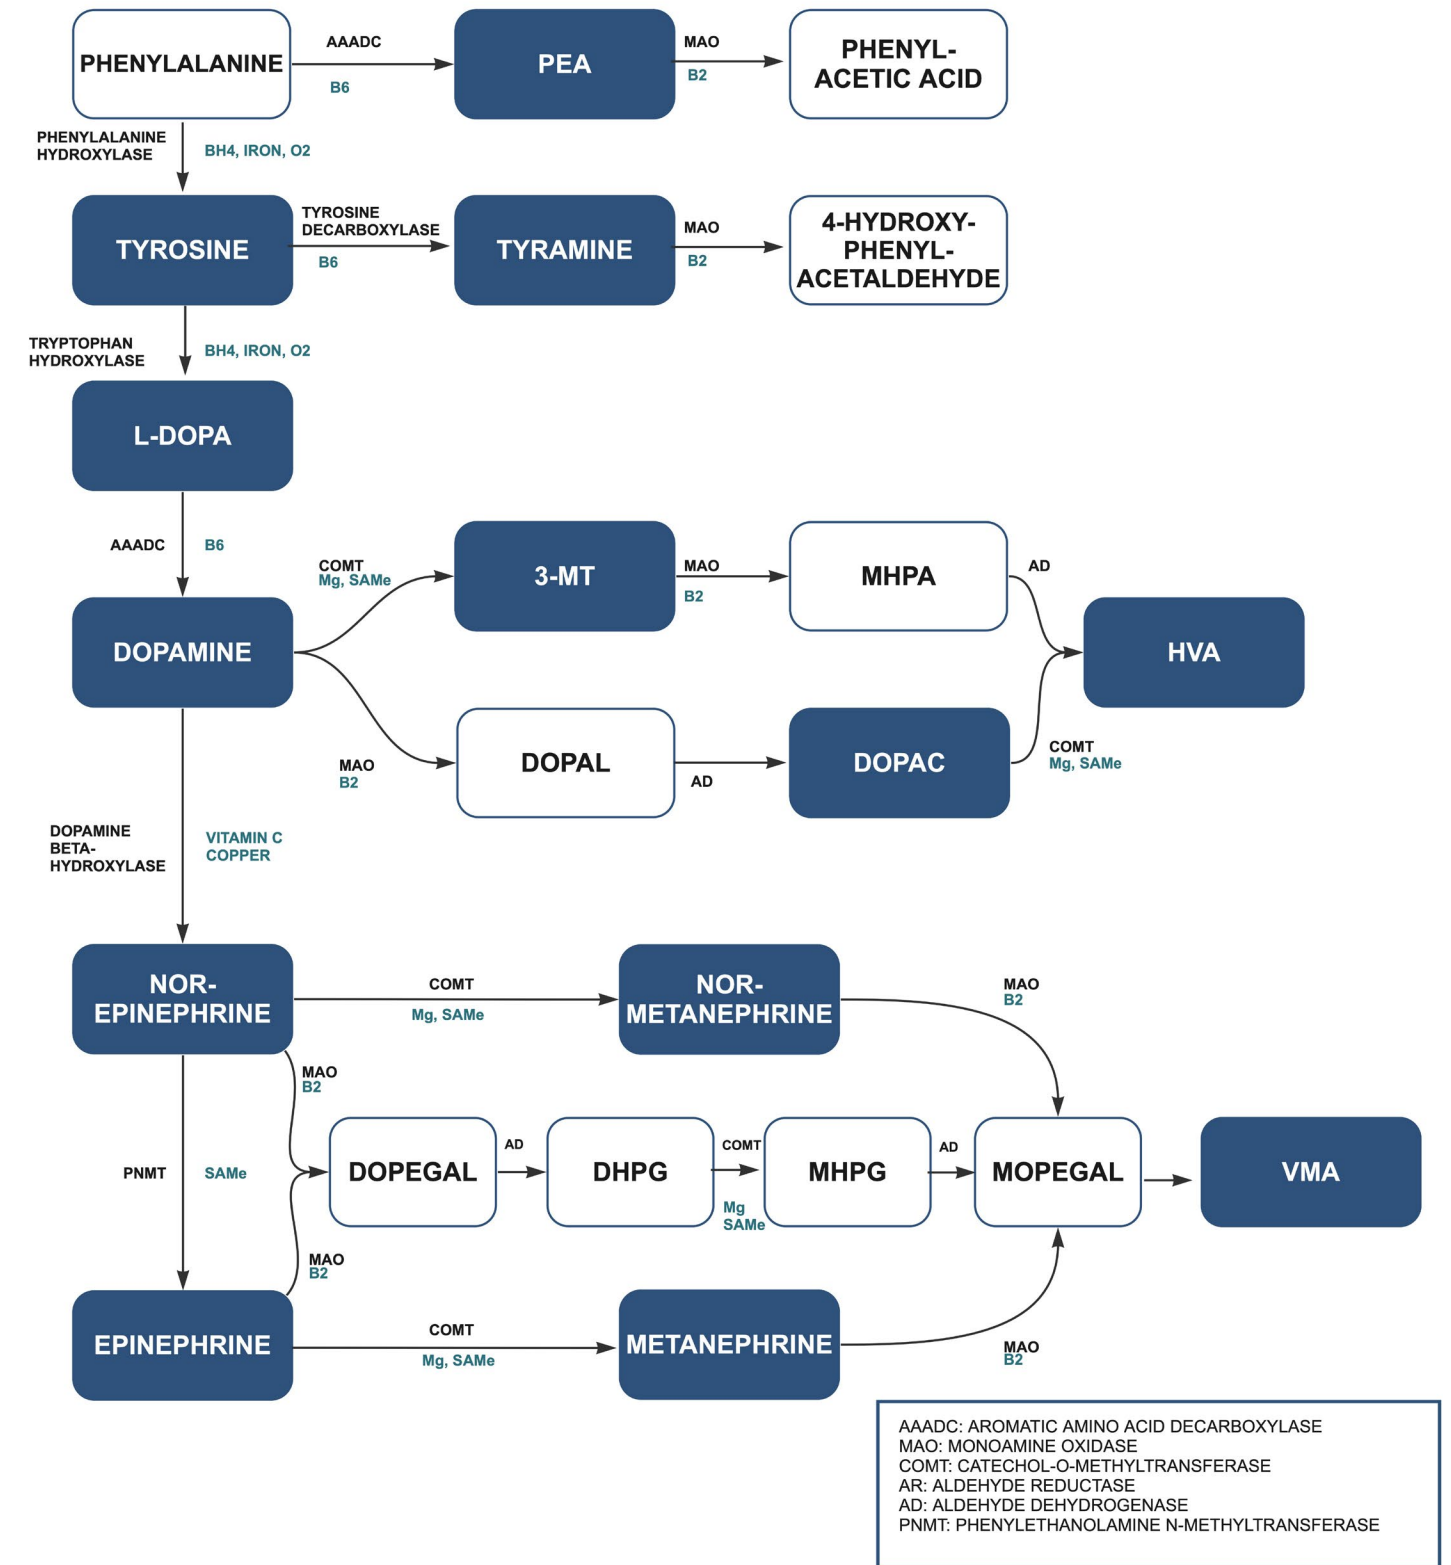 PHENYLALANINE
AAADC
B6
PEA
MAO
B2
PHENYL-
ACETIC ACID
PHENYLALANINE
HYDROXYLASE
BH4, IRON, O2
TYROSINE
TYROSINE
DECARBOXYLASE
B6
TYRAMINE
MAO
B2
4-HYDROXY-
PHENYL-
ACETALDEHYDE
TRYPTOPHAN
HYDROXYLASE
BH4, IRON, O2
L-DOPA
AAADC
B6
COMT
Mg, SAMe
3-MT
MAO
B2
MHPA
AD
DOPAMINE
HVA
MAO
B2
DOPAL
AD
DOPAC
COMT
Mg, SAMe
DOPAMINE
BETA-
HYDROXYLASE
VITAMIN C
COPPER
NOR-
EPINEPHRINE
COMT
Mg, SAMe
NOR-
METANEPHRINE
MAO
B2
MAO
B2
PNMT
SAMe
DOPEGAL
AD
DHPG
COMT
Mg
SAMe
MHPG
AD
MOPEGAL
VMA
MAO
B2
EPINEPHRINE
COMT
Mg, SAMe
METANEPHRINE
MAO
B2
AAADC: AROMATIC AMINO ACID DECARBOXYLASE
MAO: MONOAMINE OXIDASE
COMT: CATECHOL-O-METHYLTRANSFERASE
AR: ALDEHYDE REDUCTASE
AD: ALDEHYDE DEHYDROGENASE
PNMT: PHENYLETHANOLAMINE N-METHYLTRANSFERASE